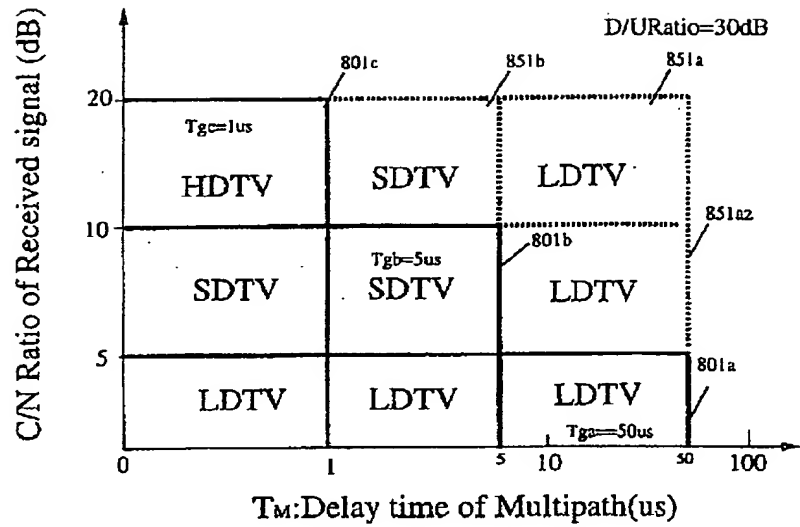 D/URatio=30dB
801c
851b
851a
20
Tgc=1us
HDTV
SDTV
LDTV
851az
10
801b
Tgb=5us
SDTV
SDTV
LDTV
5
801a
LDTV
LDTV
LDTV
Tga=50us
0
1
5
10
50
100
C/N Ratio of Received signal (dB)
TM:Delay time of Multipath(us)